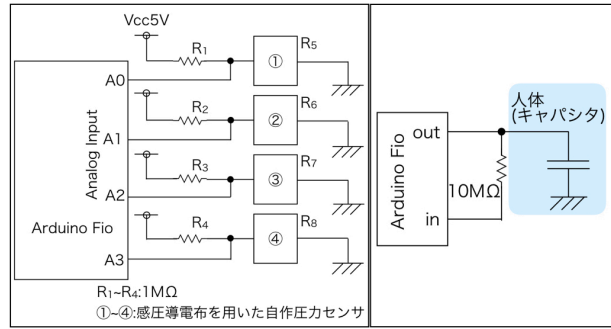 Vcc5V
R1
R5
①
A0
R2
R6
②
A1
Analog Input
R3
R7
③
A2
Arduino Fio
R4
R8
④
A3
R1~R4:1MΩ
①~④:感圧導電布を用いた自作圧力センサ
人体
(キャパシタ)
out
Arduino Fio
10MΩ
in